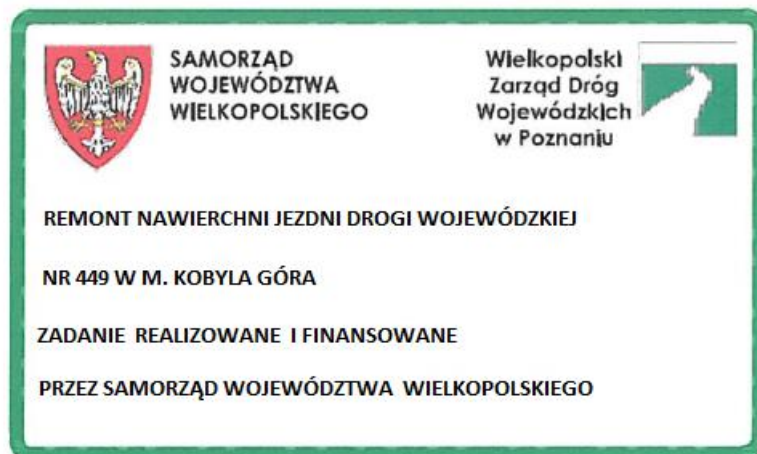 SAMORZĄD
WOJEWÓDZTWA
WIELKOPOLSKIEGO
Wielkopolski
Zarząd Dróg
Wojewódzkich
w Poznaniu
REMONT NAWIERCHNI JEZDNI DROGI WOJEWÓDZKIEJ
NR 449 W M. KOBYLA GÓRA
ZADANIE REALIZOWANE I FINANSOWANE
PRZEZ SAMORZĄD WOJEWÓDZTWA WIELKOPOLSKIEGO